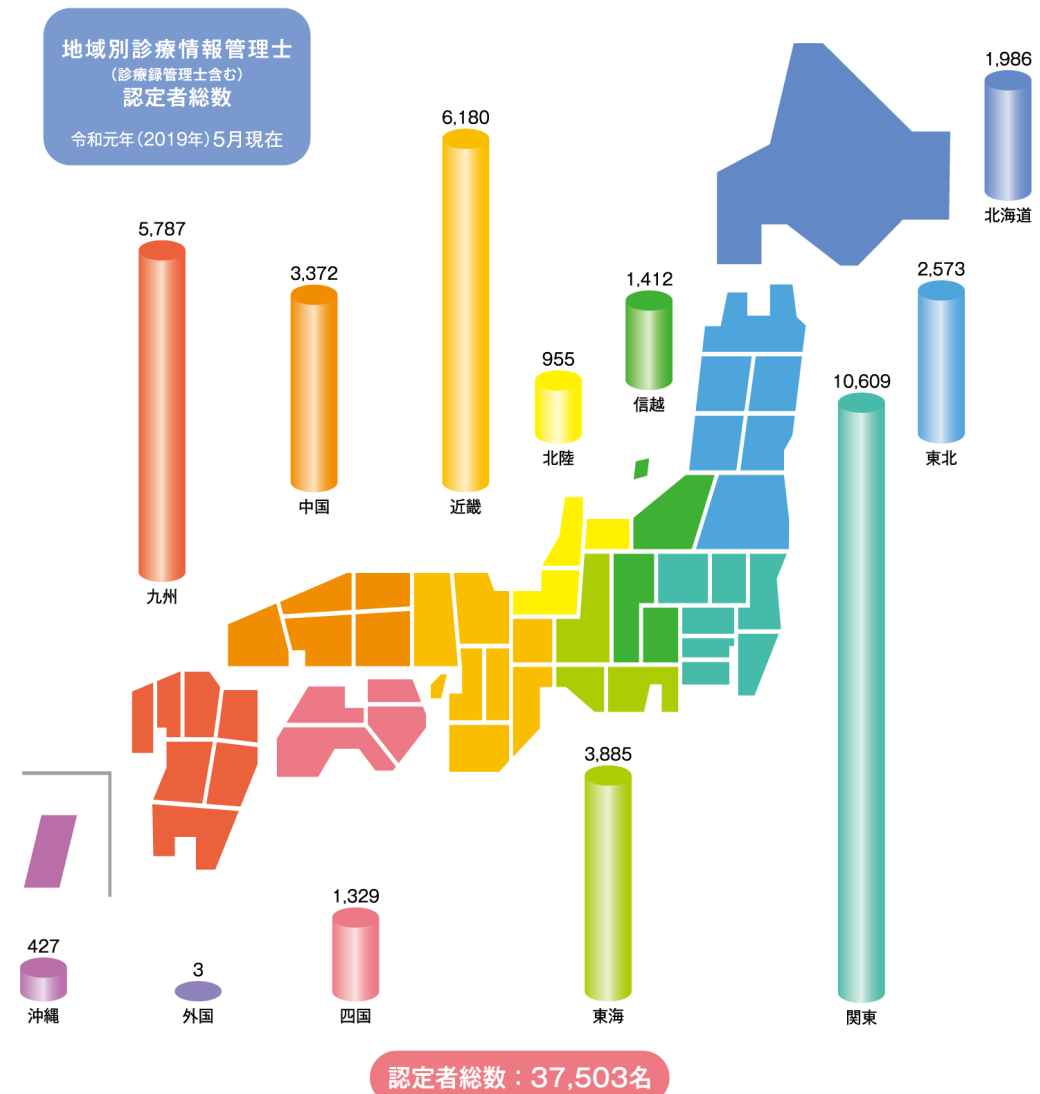 地域別診療情報管理士
（診療録管理士含む）
認定者総数
令和元年（2019年）5月現在
1,986
北海道
6,180
近畿
5,787
九州
3,372
中国
1,412
信越
2,573
東北
955
北陸
10,609
関東
3,885
東海
1,329
四国
427
沖縄
3
外国
認定者総数：37,503名